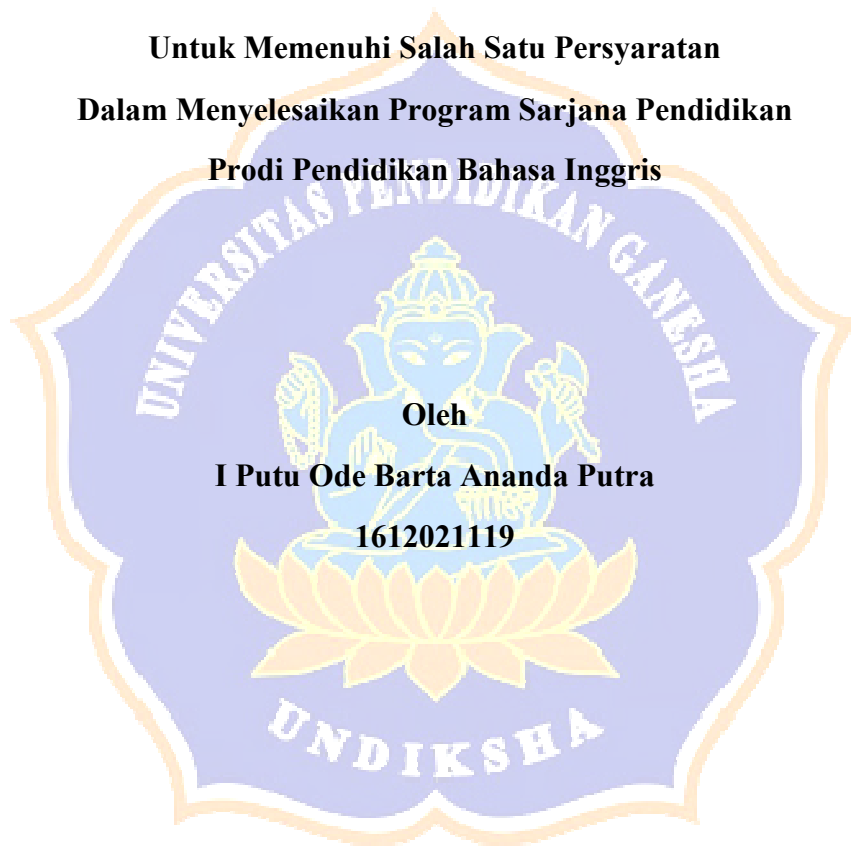 Untuk Memenuhi Salah Satu Persyaratan
Dalam Menyelesaikan Program Sarjana Pendidikan
Prodi Pendidikan Bahasa Inggris
UNIVERSITAS PENDIDIKAN GANESHA
Oleh
I Putu Ode Barta Ananda Putra
1612021119
UNDIKSHA